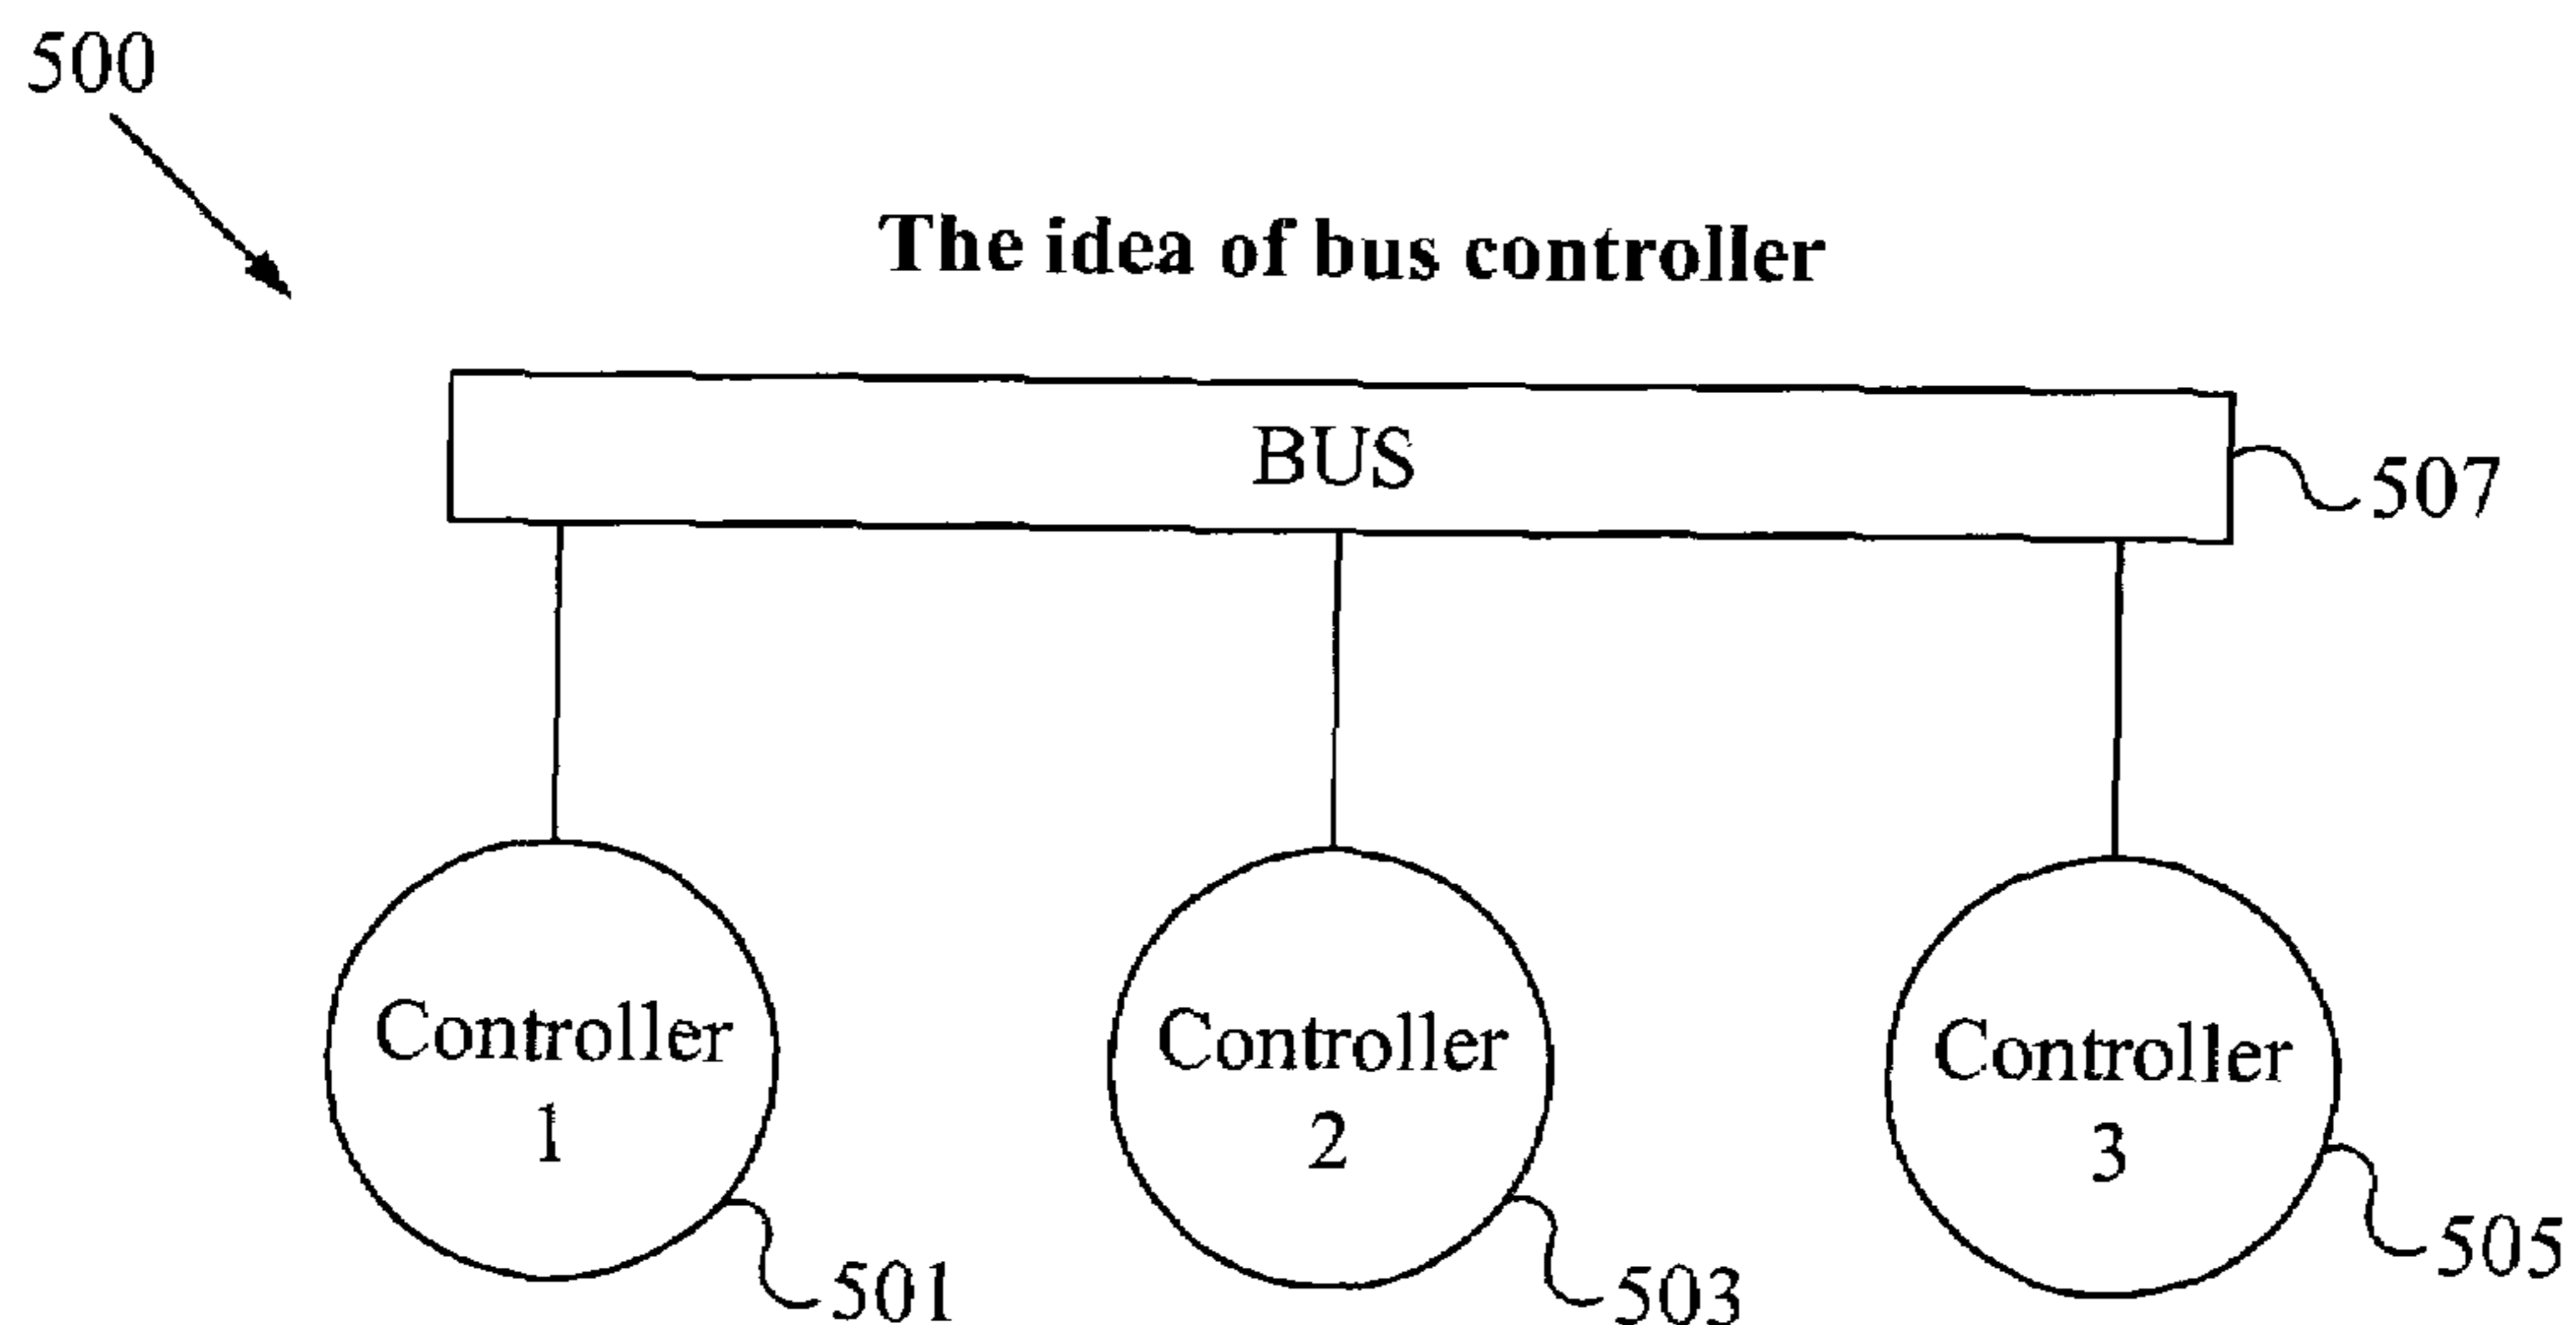 500
The idea of bus controller
BUS
507
Controller
1
Controller
2
Controller
3
501
503
505